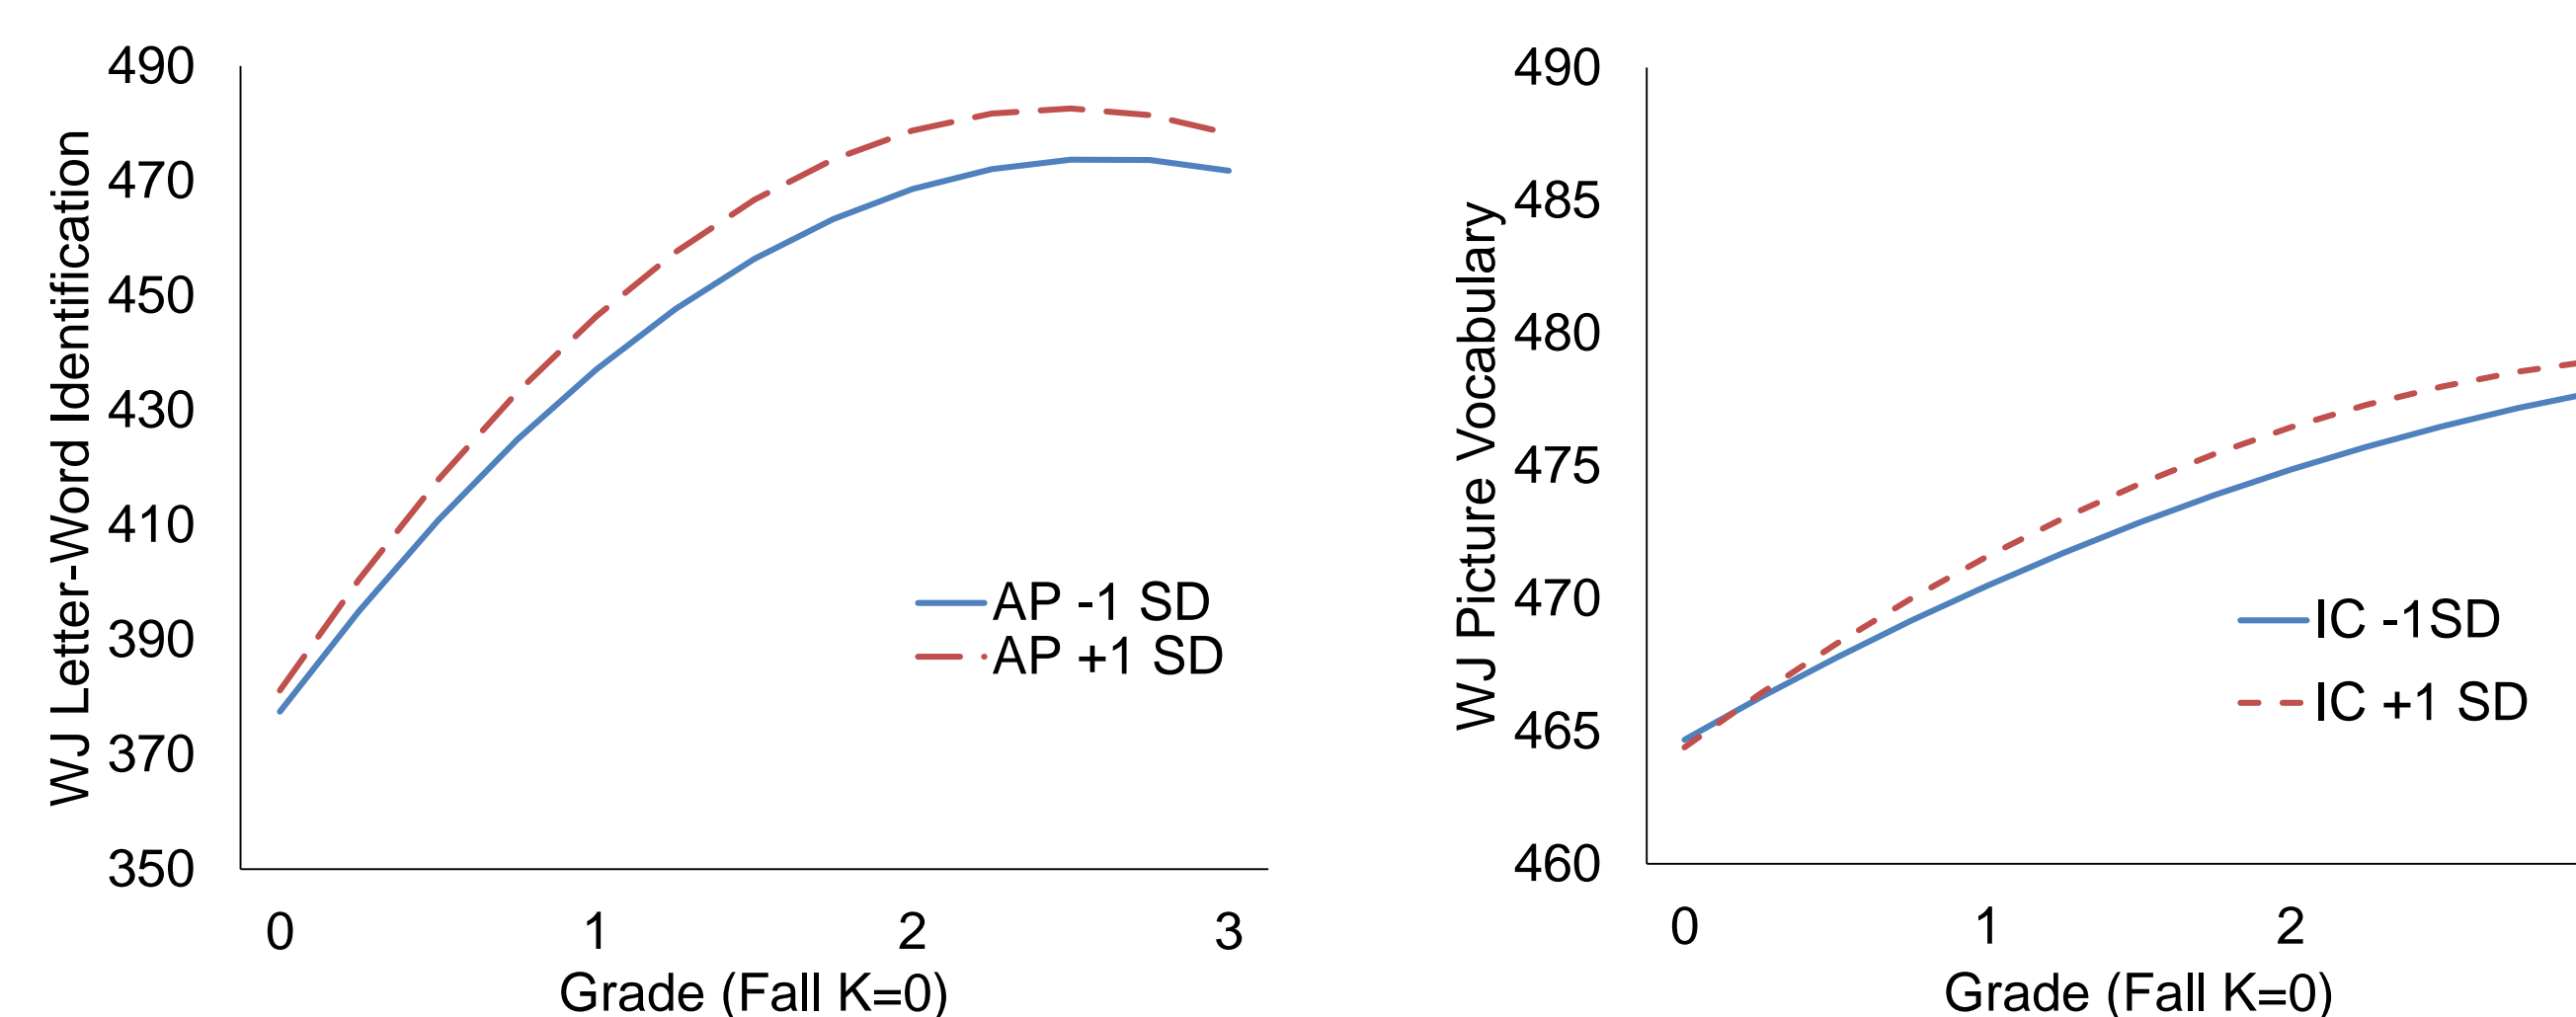 WJ Letter-Word Identification
490
470
450
430
410
390
370
350
AP -1 SD
AP +1 SD
0 1 2 3
Grade (Fall K=0)
WJ Picture Vocabulary
490
485
480
475
470
465
460
IC -1SD
IC +1 SD
0 1 2
Grade (Fall K=0)